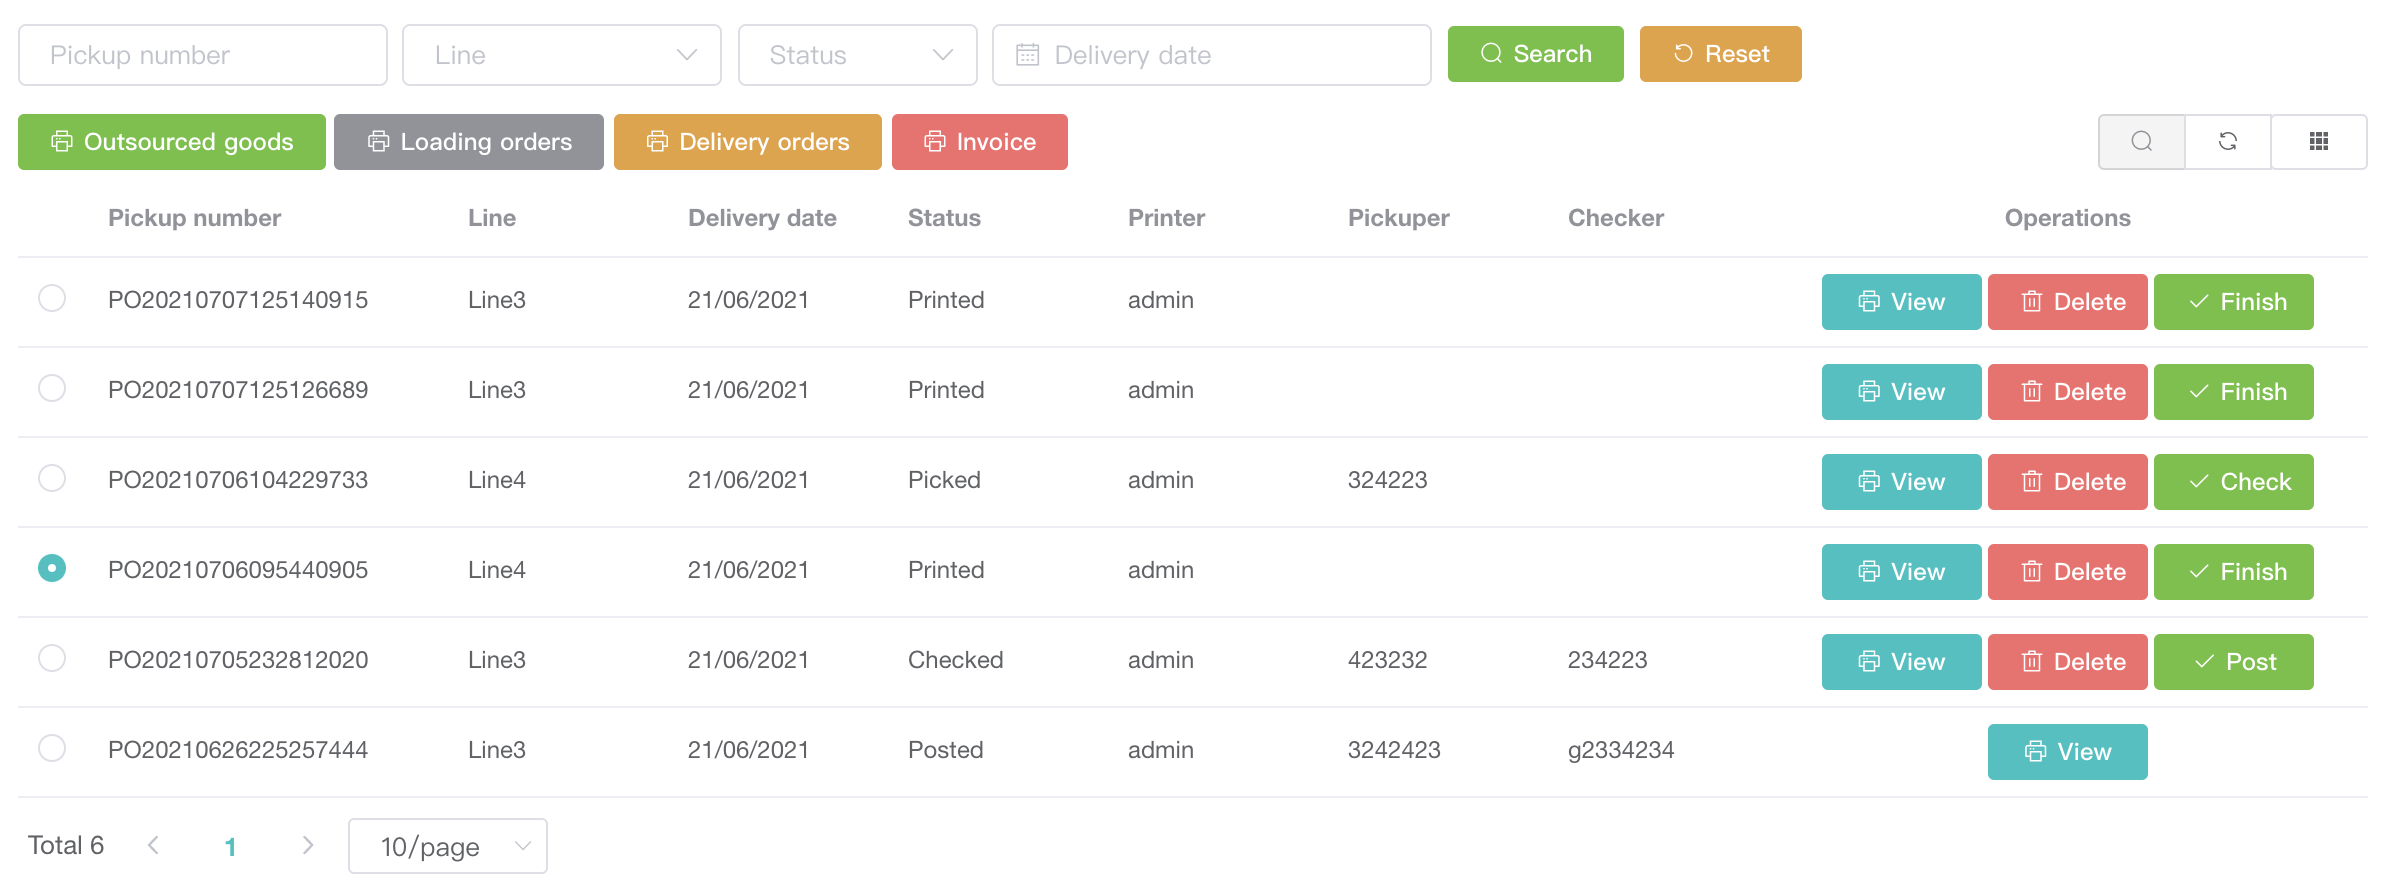 Pickup number Line Status Delivery date Search Reset
Outsourced goods Loading orders Delivery orders Invoice
Pickup number Line Delivery date Status Printer Pickuper Checker Operations
PO20210707125140915 Line3 21/06/2021 Printed admin View Delete Finish
PO20210707125126689 Line3 21/06/2021 Printed admin View Delete Finish
PO20210706104229733 Line4 21/06/2021 Picked admin 324223 View Delete Check
PO20210706095440905 Line4 21/06/2021 Printed admin View Delete Finish
PO20210705232812020 Line3 21/06/2021 Checked admin 423232 234223 View Delete Post
PO20210626225257444 Line3 21/06/2021 Posted admin 3242423 g2334234 View
Total 6 1 10/page